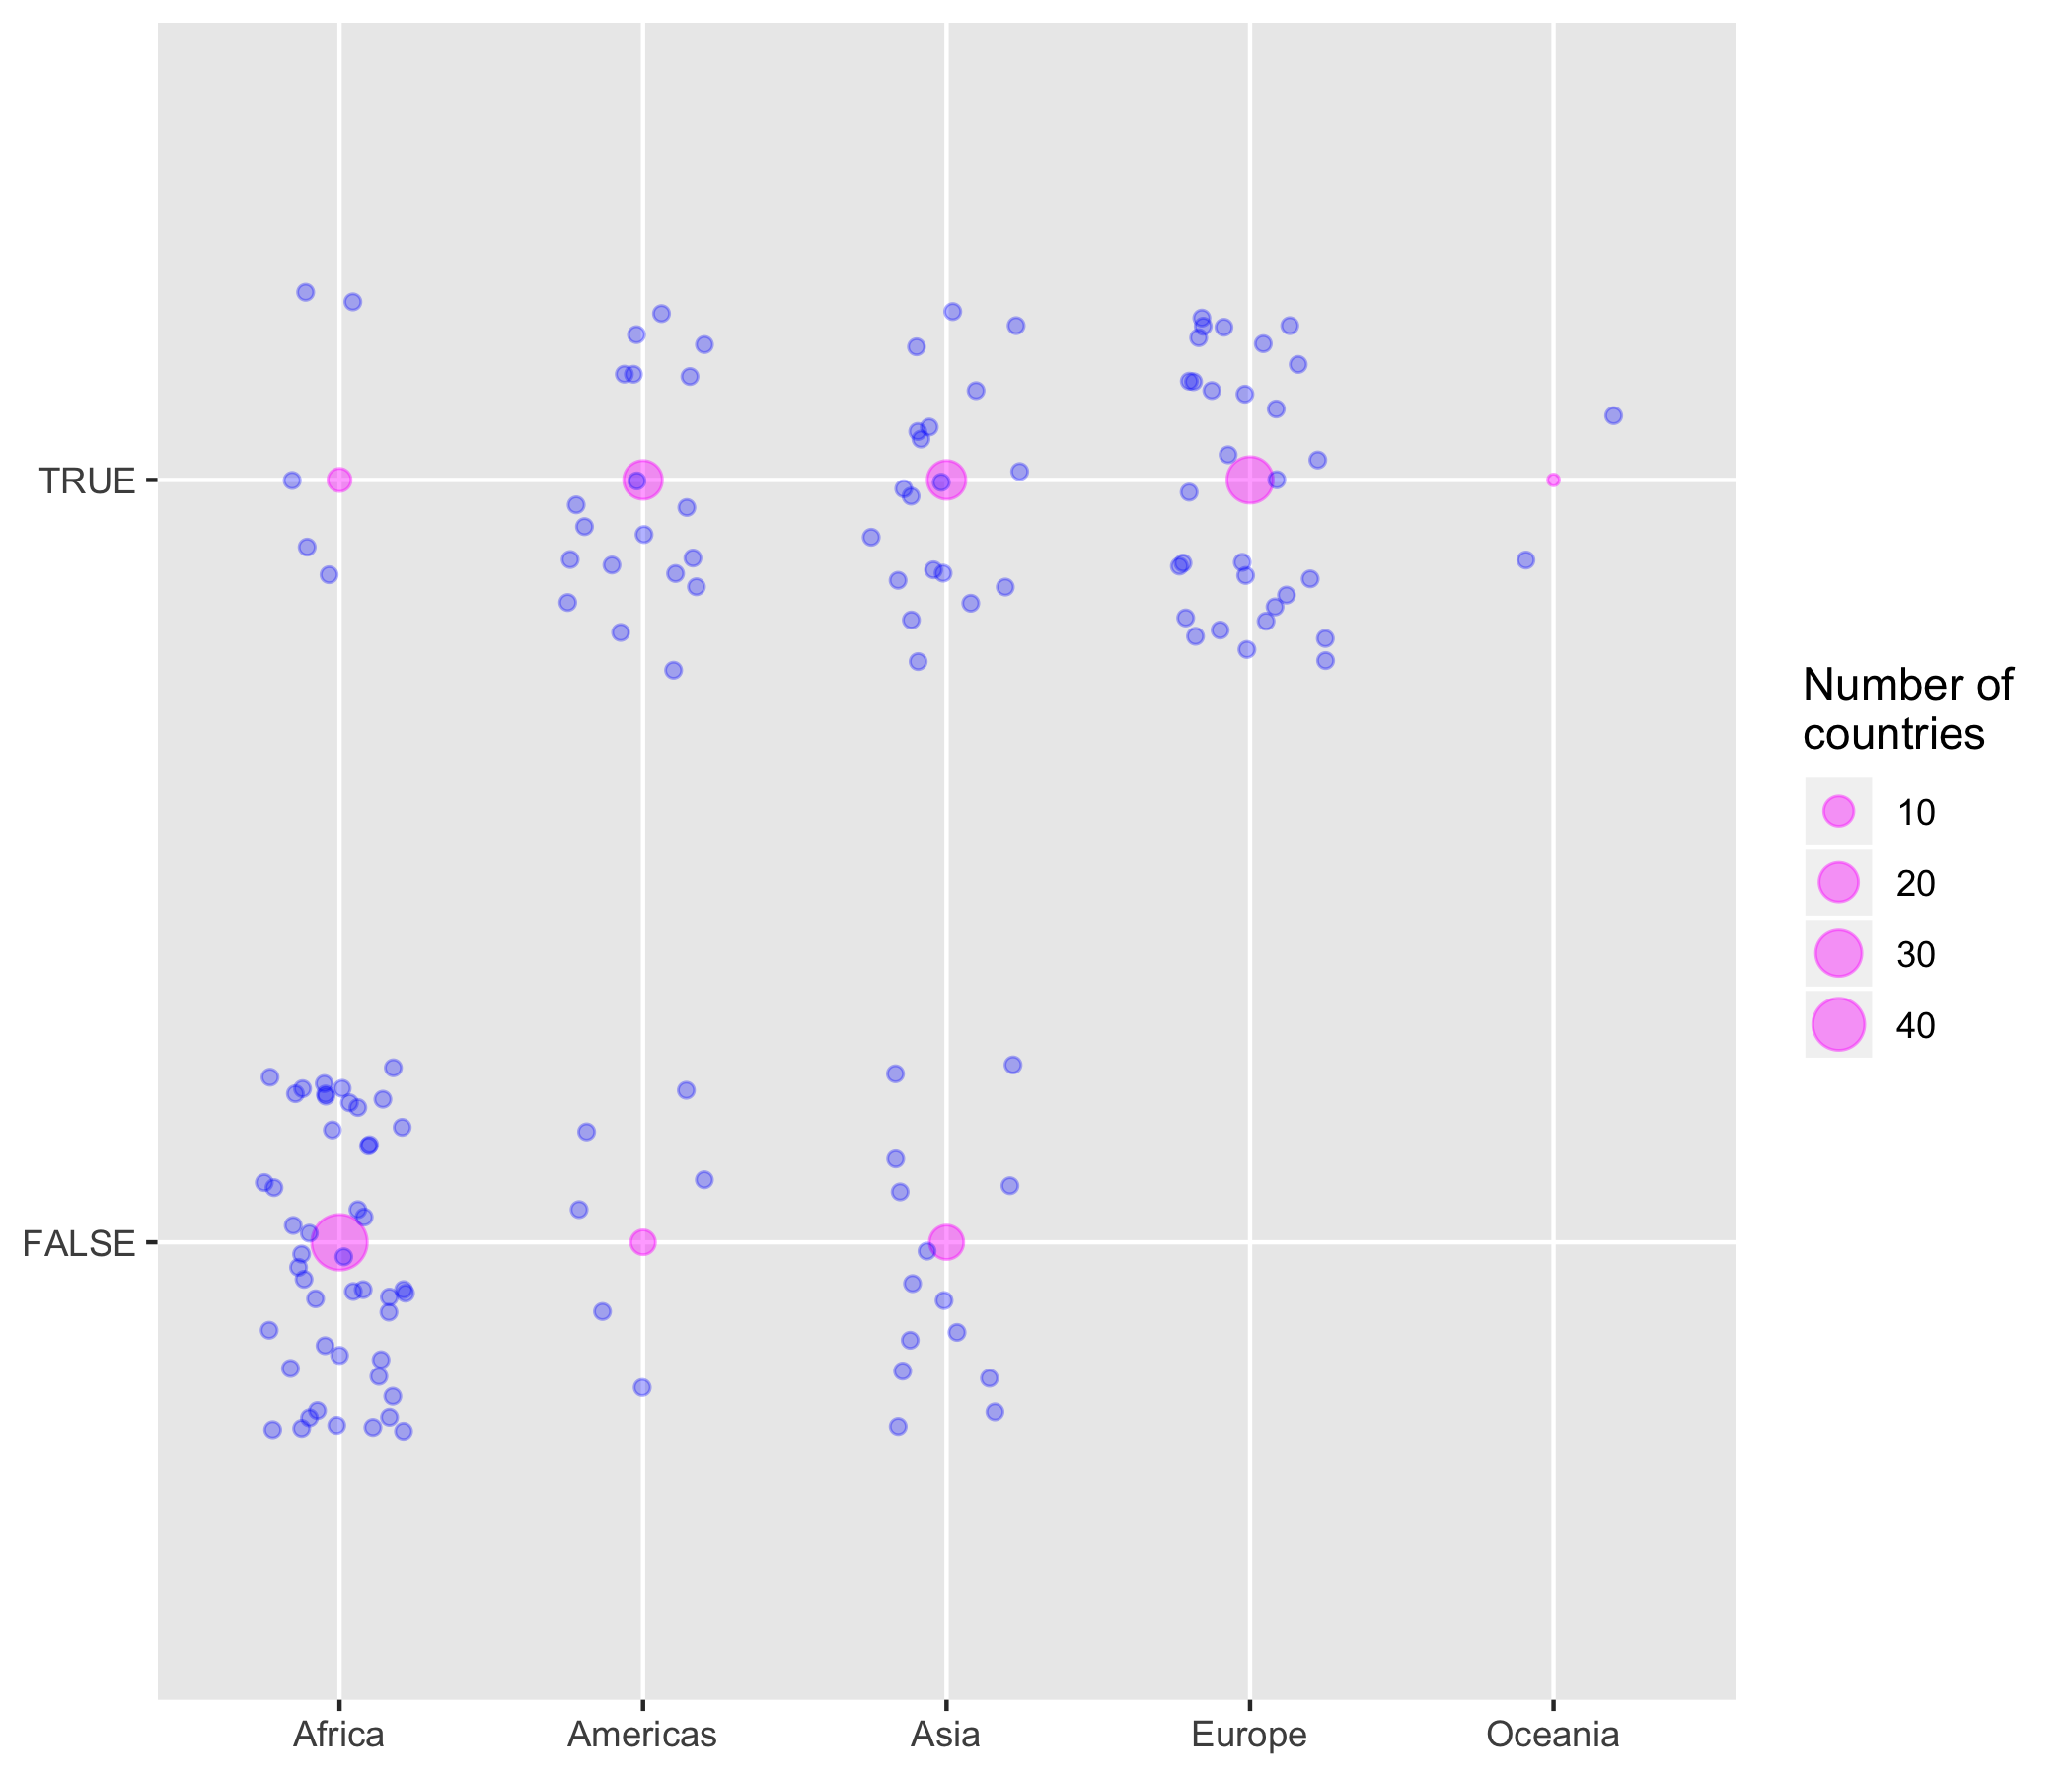 TRUE
FALSE
Africa
Americas
Asia
Europe
Oceania
Number of
countries
10
20
30
40